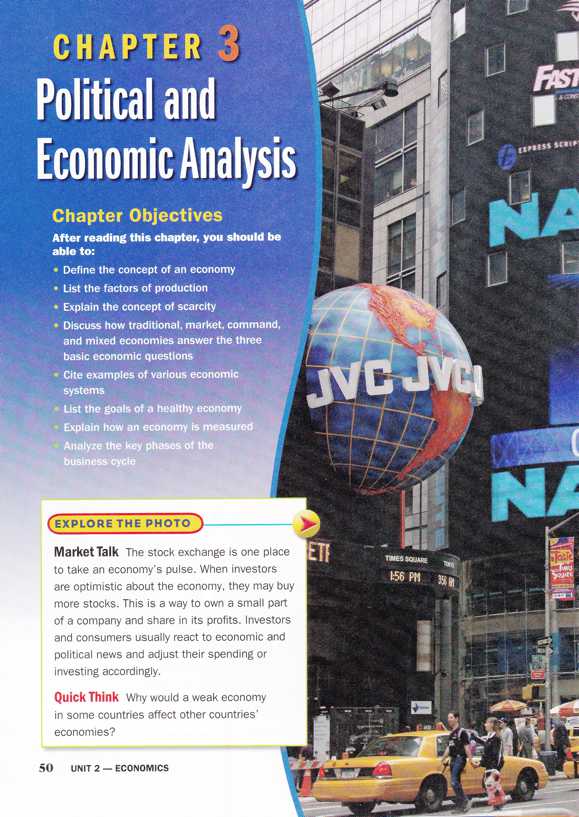 CHAPTER 3
Political and
Economic Analysis
Chapter Objectives
After reading this chapter, you should be
able to:
• Define the concept of an economy
• List the factors of production
• Explain the concept of scarcity
• Discuss how traditional, market, command,
and mixed economies answer the three
basic economic questions
• Cite examples of various economic
systems
• List the goals of a healthy economy
• Explain how an economy is measured
• Analyze the key phases of the
business cycle
EXPLORE THE PHOTO
Market Talk The stock exchange is one place
to take an economy's pulse. When investors
are optimistic about the economy, they may buy
more stocks. This is a way to own a small part
of a company and share in its profits. Investors
and consumers usually react to economic and
political news and adjust their spending or
investing accordingly.
Quick Think Why would a weak economy
in some countries affect other countries'
economies?
50 UNIT 2 — ECONOMICS
FAST
EXPRESS SCRIP
NA
JVC JVC
NA
ETF
TIMES SQUARE
1:56 PM